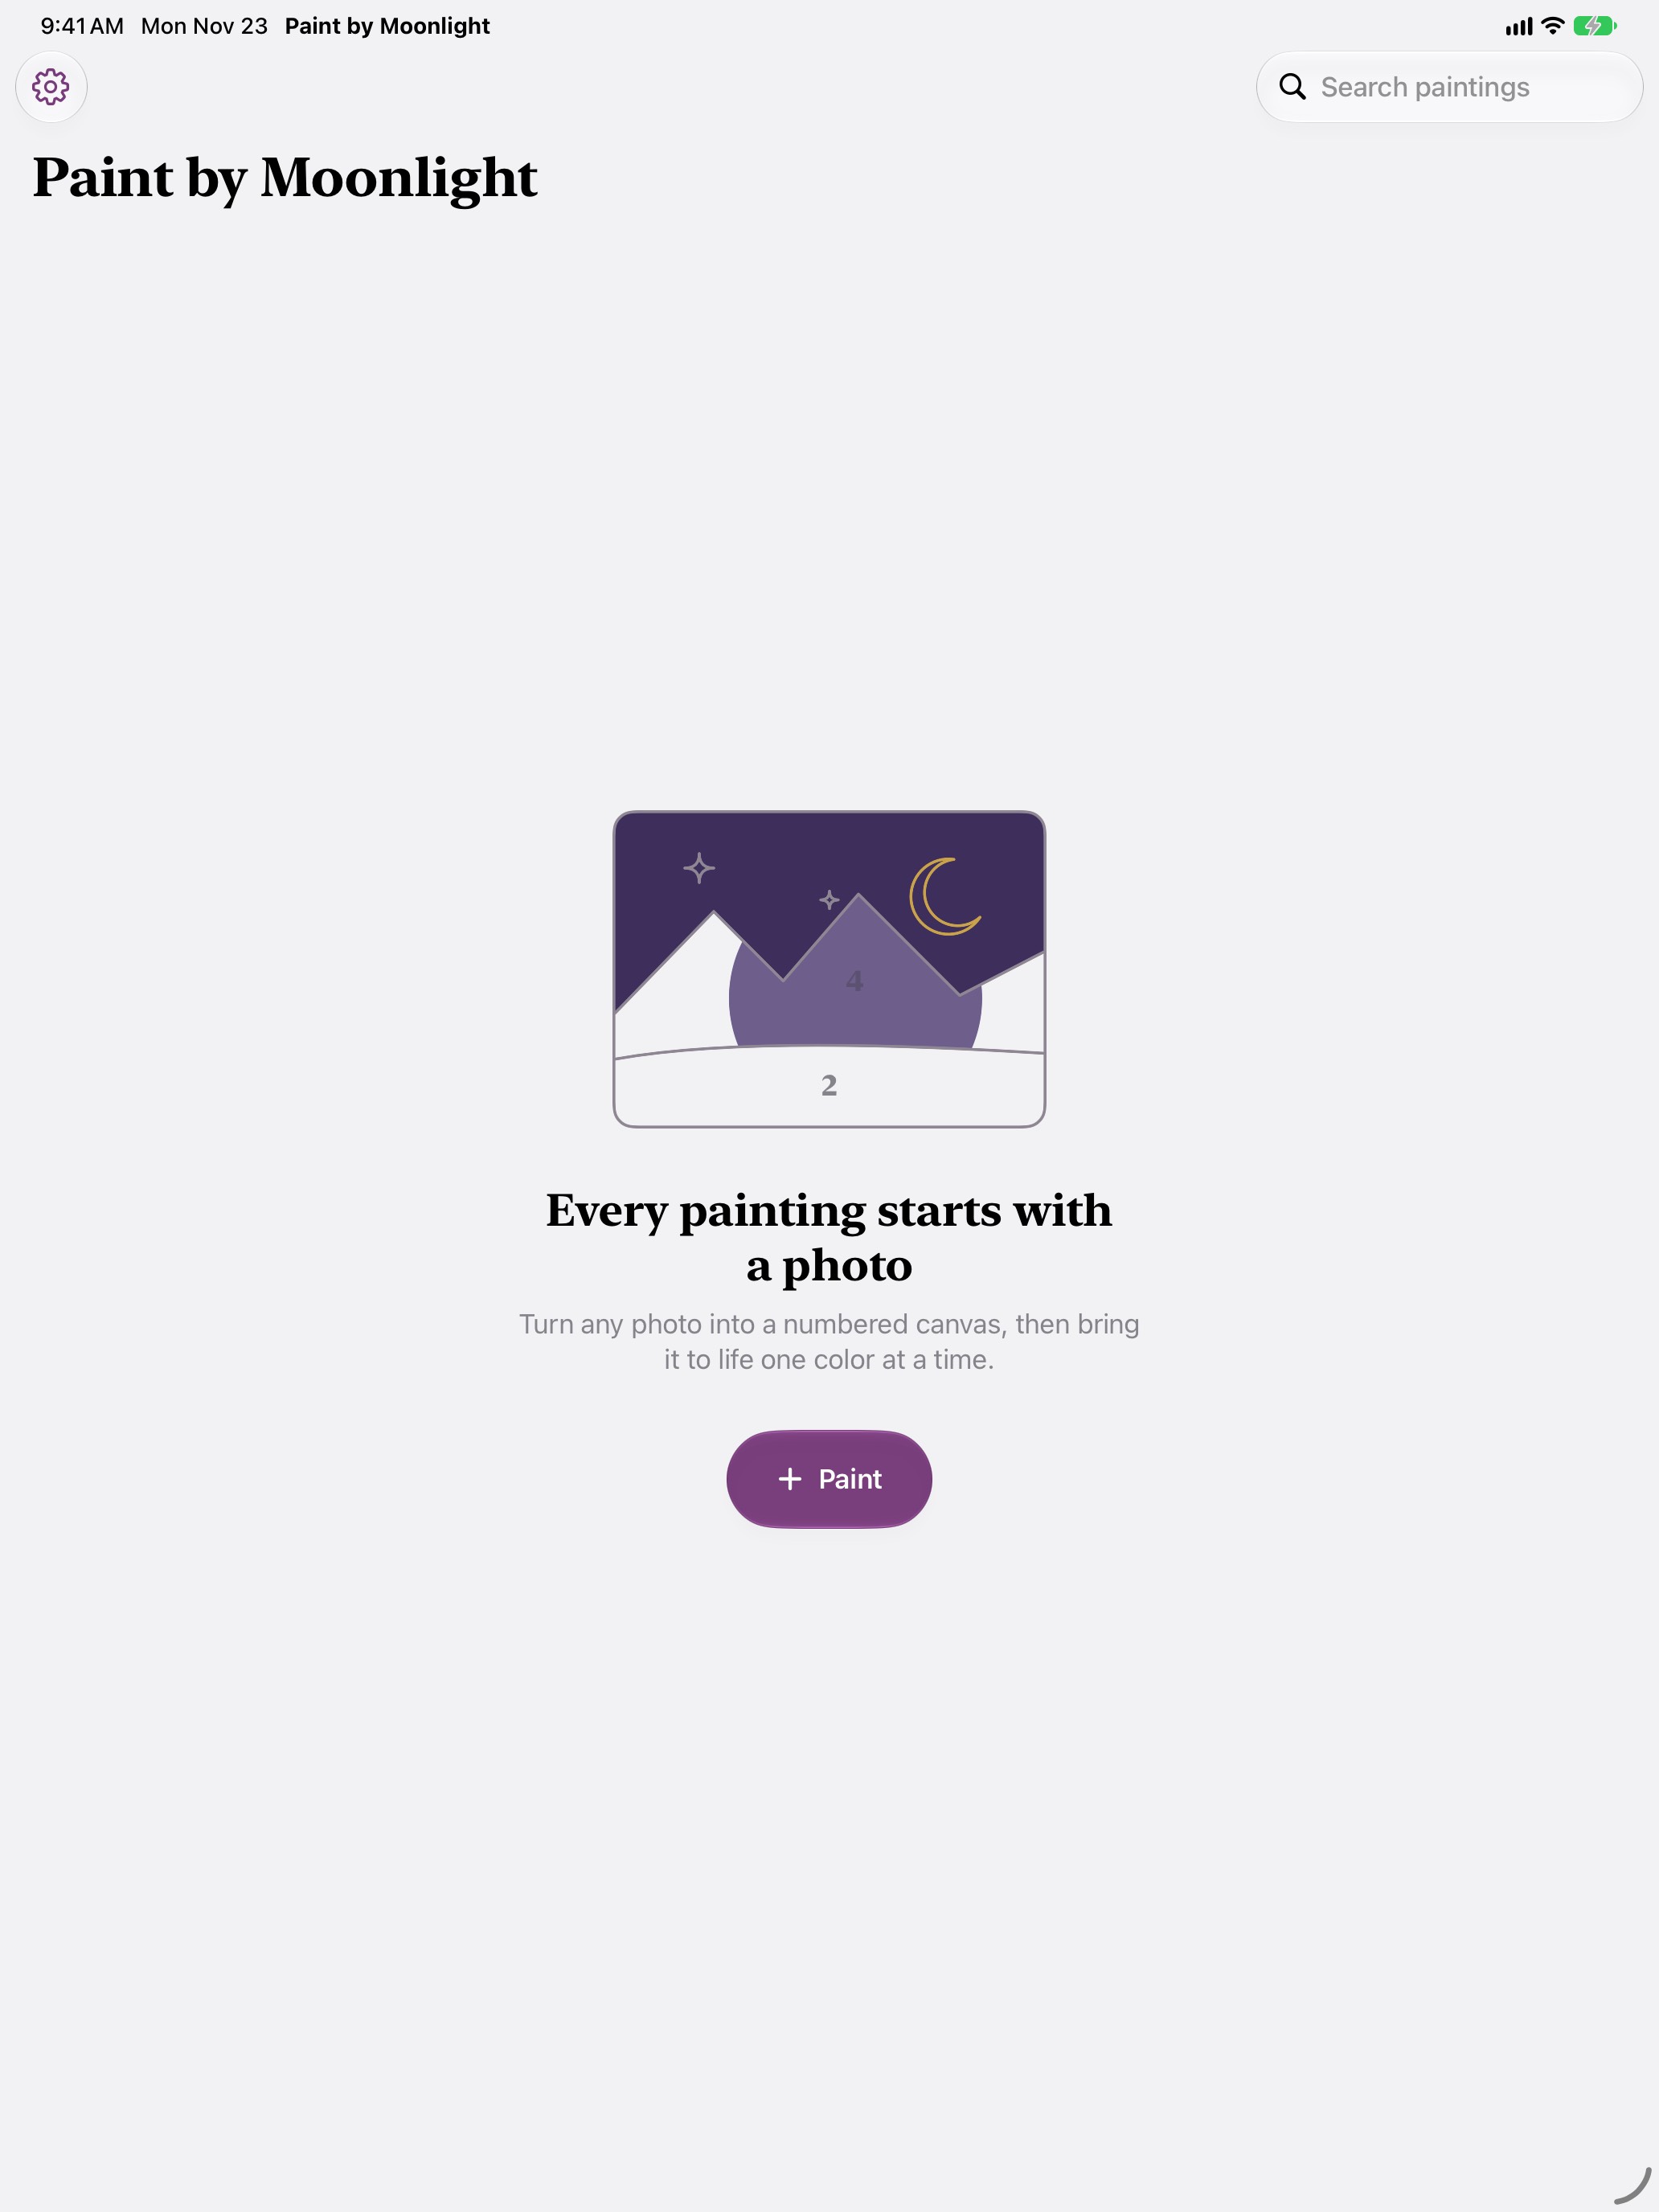 9:41 AM Mon Nov 23 Paint by Moonlight
Search paintings
Paint by Moonlight
4
2
Every painting starts with
a photo
Turn any photo into a numbered canvas, then bring
it to life one color at a time.
+ Paint